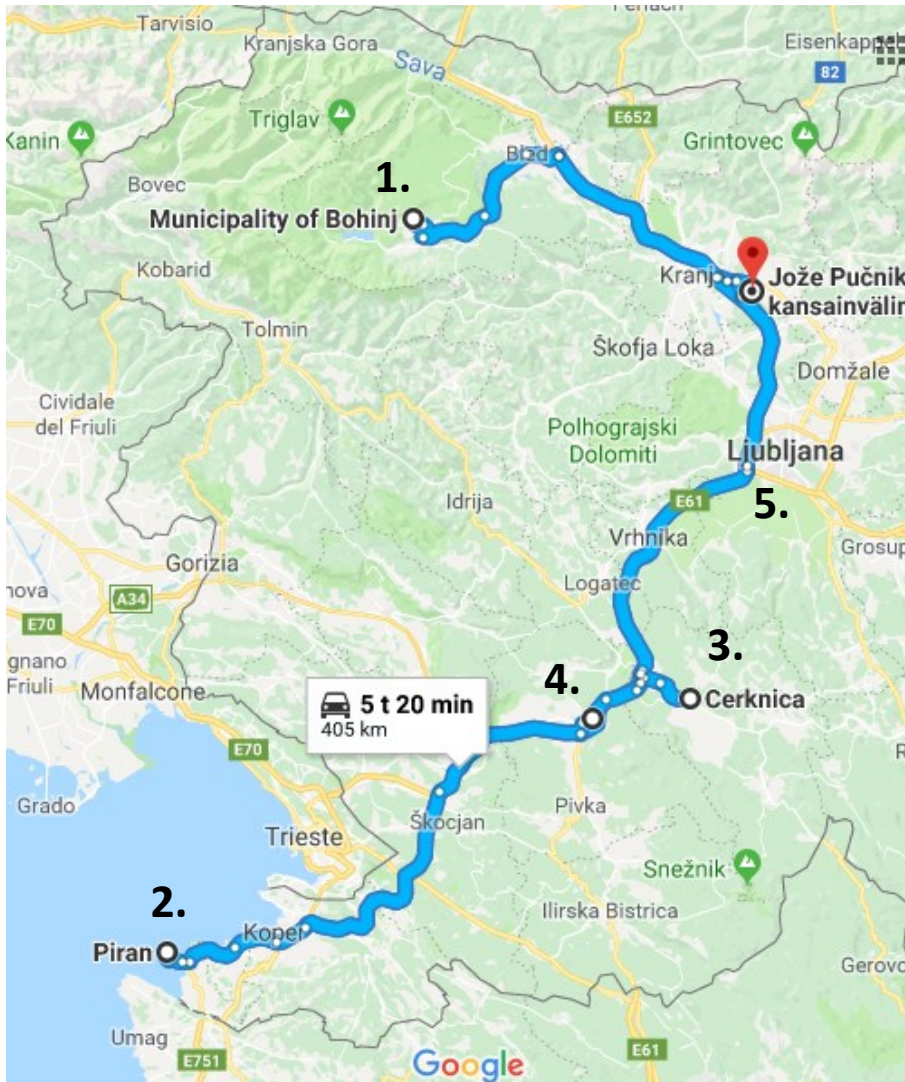 Tarvisio
Kranjska Gora
Sava
Eisenkappel
82
E652
Kanin
Triglav
Grintovec
Bled
1.
Bovec
Municipality of Bohinj
Kobarid
Kranj
Jože Pučnik
kansainvälin
Tolmin
Škofja Loka
Domžale
Cividale
del Friuli
Polhograjski
Dolomiti
Ljubljana
Idrija
E61
5.
Vrhnika
Grosup
Gorizia
Logatec
nova
A34
E70
gnano
Friuli
Monfalcone
3.
4.
Cerknica
5 t 20 min
405 km
E70
Grado
Pivka
Škocjan
Trieste
Snežnik
2.
Koper
Ilirska Bistrica
Piran
Gerovo
Umag
E751
Google
E61